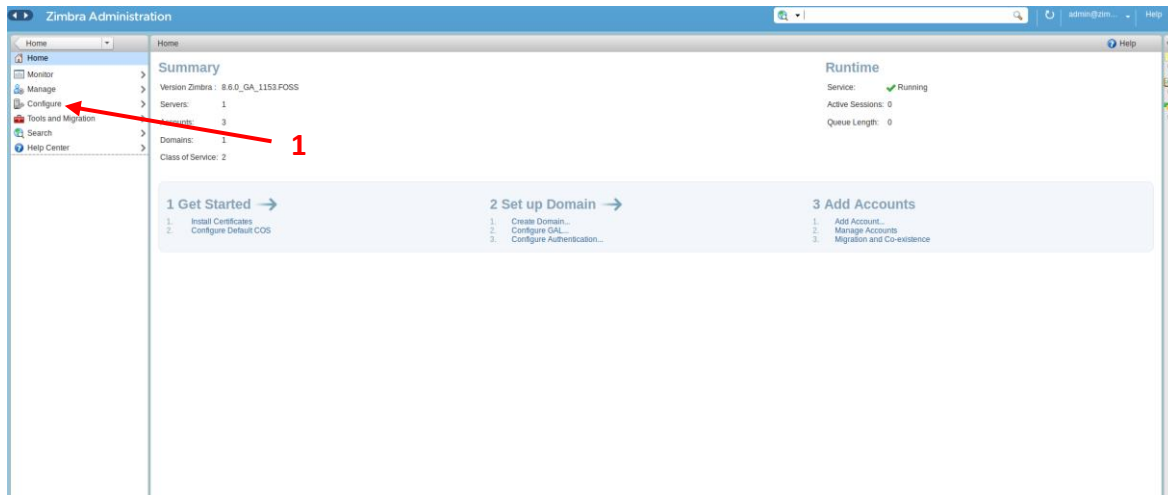 Zimbra Administration
admin@zim...
Help
Home
Home
Help
Home
Monitor
Manage
Configure
Tools and Migration
Search
Help Center
Summary
Version Zimbra : 8.6.0_GA_1153.FOSS
Servers: 1
Accounts: 3
Domains: 1
Class of Service: 2
1
Runtime
Service: Running
Active Sessions: 0
Queue Length: 0
1 Get Started
1. Install Certificates
2. Configure Default COS
2 Set up Domain
1. Create Domain...
2. Configure GAL...
3. Configure Authentication...
3 Add Accounts
1. Add Account...
2. Manage Accounts
3. Migration and Co-existence